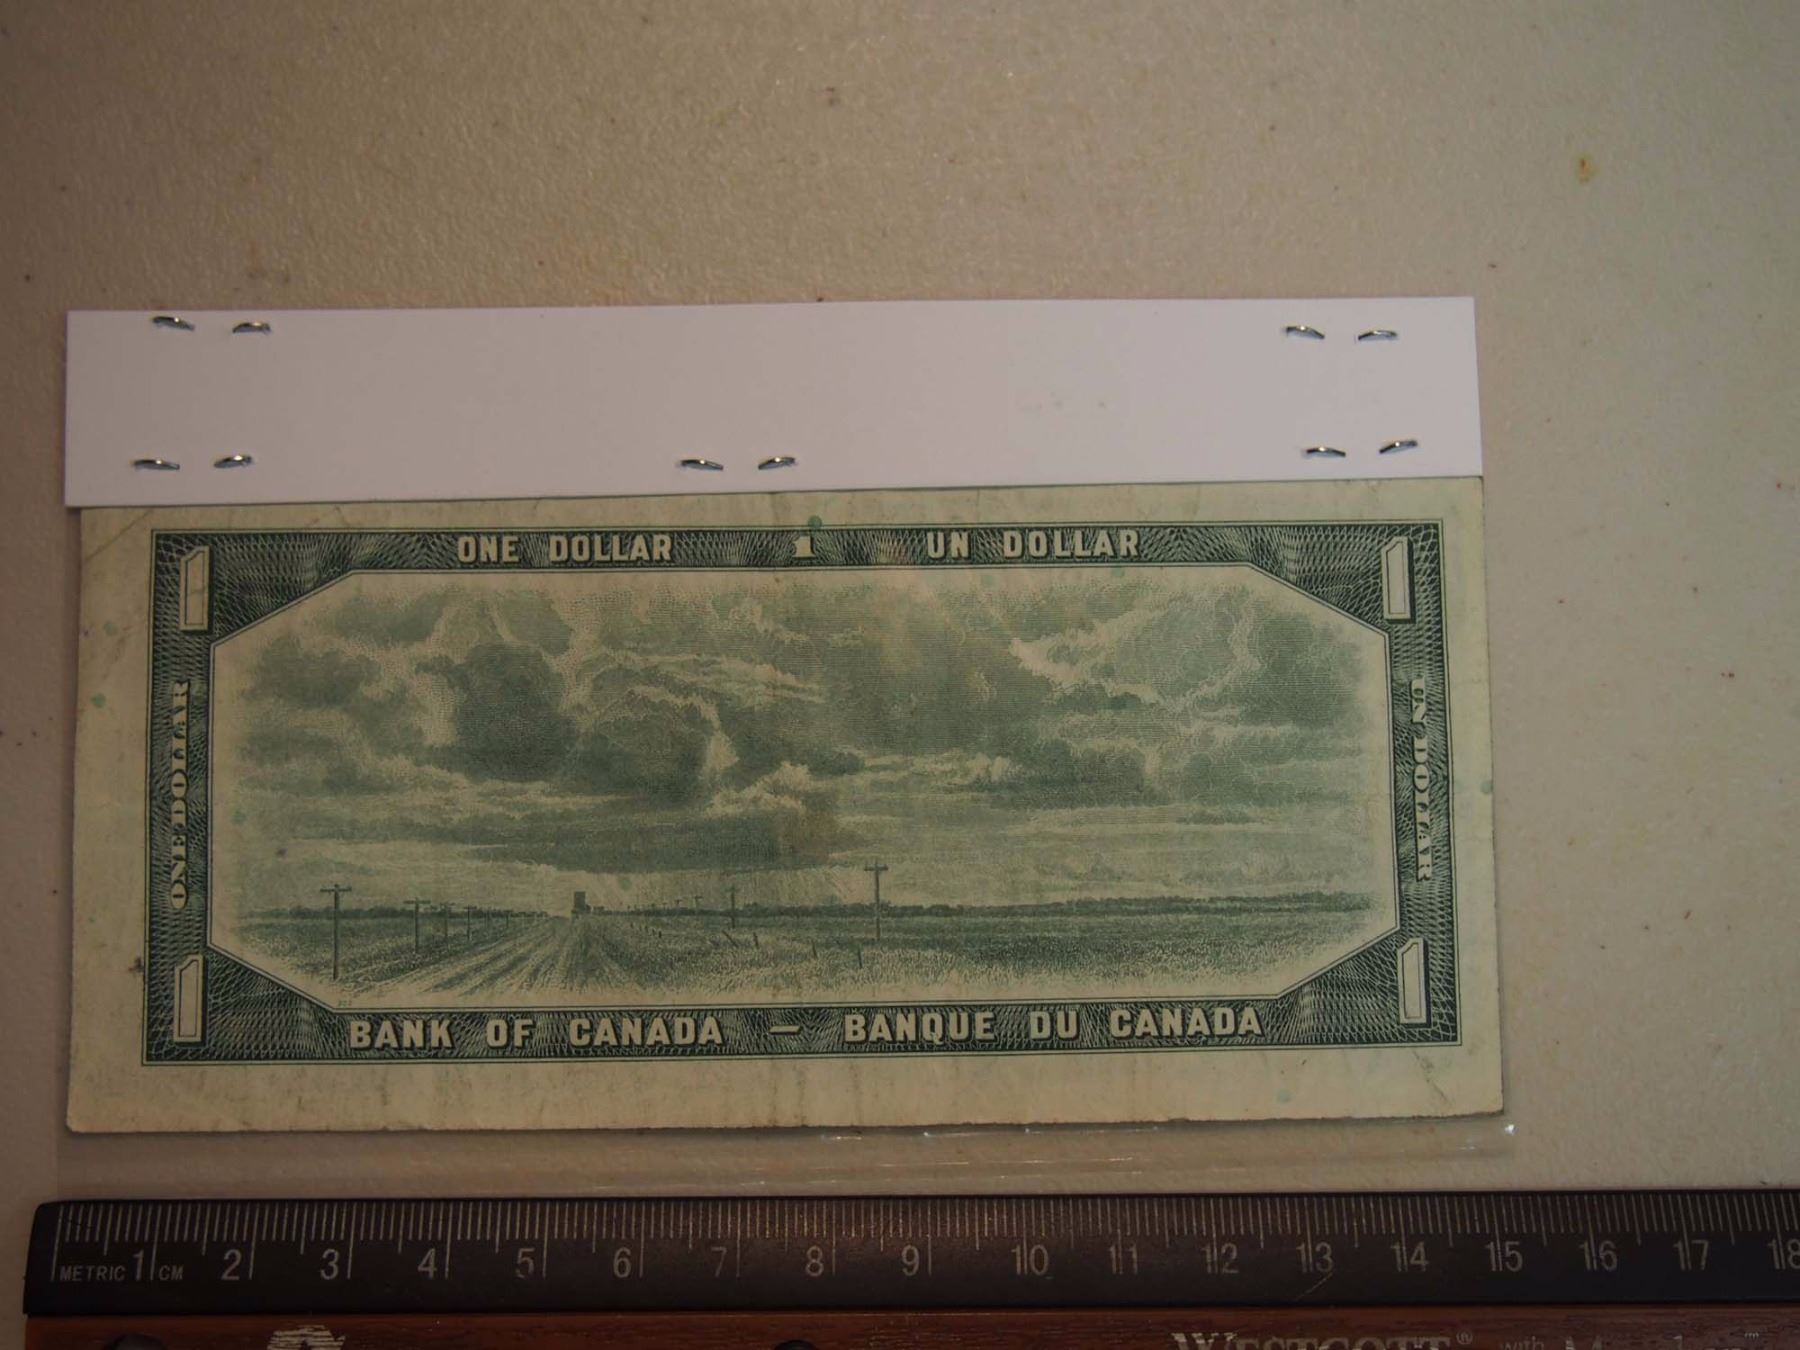 ONE DOLLAR 1 UN DOLLAR
1 1
ONE DOLLAR
UN DOLLAR
1 1
BANK OF CANADA — BANQUE DU CANADA
METRIC 1 CM 2 3 4 5 6 7 8 9 10 11 12 13 14 15 16 17 18
WESTCOTT® with